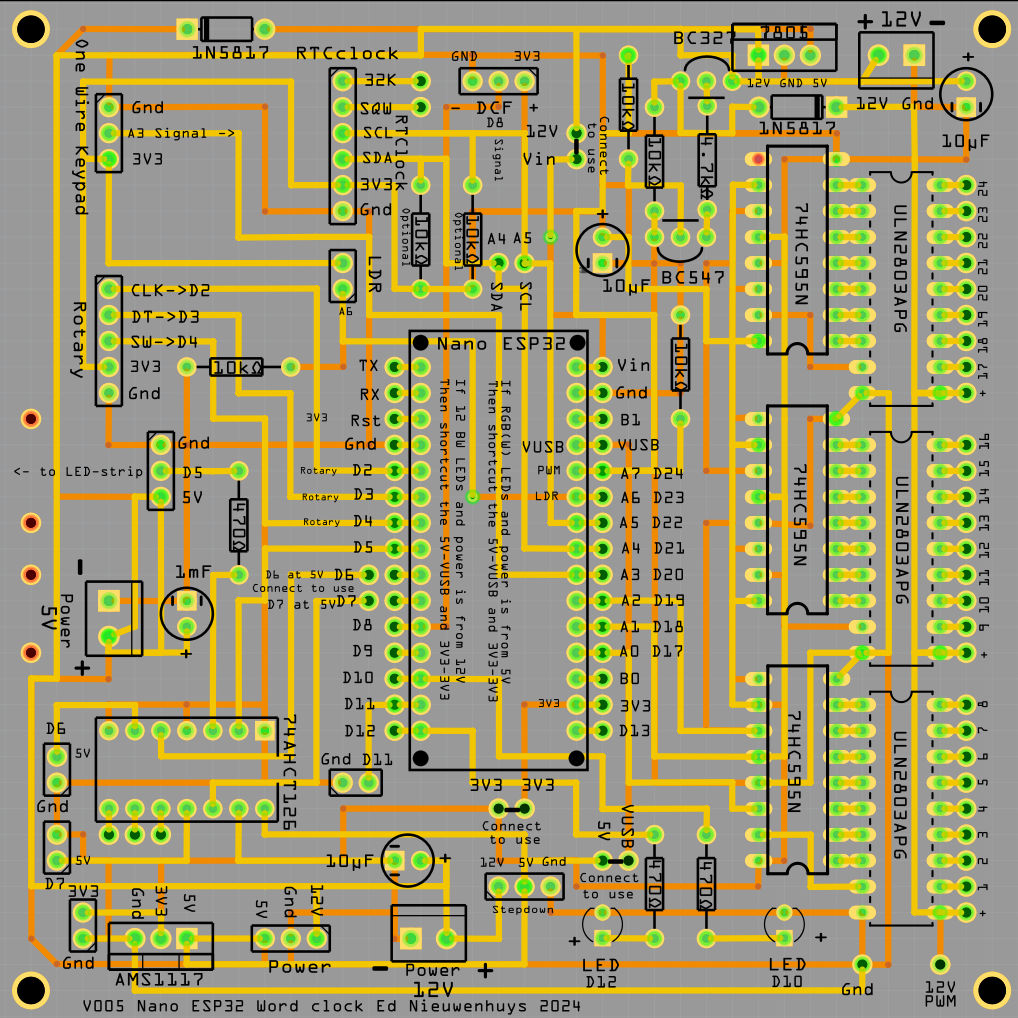 + 12V -
7805
BC327
1N5817
RTCclock
GND 3V3
12V GND 5V
12V Gnd
10µF
1N5817
One Wire Keypad
Gnd
A3 Signal ->
3V3
32K
SQW
SCL
SDA
3V3
Gnd
RTClock
- DCF +
D8
Signal
12V
Vin
Connect
to use
10kΩ
10kΩ
4.7kΩ
10kΩ
Optional
10kΩ
Optional
A4 A5
SDA
SCL
+
10µF
BC547
74HC595N
ULN2803APG
24
23
22
21
20
19
18
17
+
LDR
A6
Rotary
CLK->D2
DT->D3
SW->D4
3V3
Gnd
10kΩ
10kΩ
Nano ESP32
TX
RX
Rst
Gnd
D2
D3
D4
D5
D6
D7
D8
D9
D10
D11
D12
3V3
Rotary
Rotary
Rotary
D6 at 5V
Connect to use
D7 at 5V
If 12 BW LEDs and power is from 12V
Then shortcut the 5V-VUSB and 3V3-3V3
If RGB(W) LEDs and power is from 5V
Then shortcut the 5V-VUSB and 3V3-3V3
Vin
Gnd
B1
VUSB
VUSB
PWM
LDR
A7 D24
A6 D23
A5 D22
A4 D21
A3 D20
A2 D19
A1 D18
A0 D17
B0
3V3
3V3
D13
<- to LED-strip
Gnd
D5
5V
470Ω
1mF
+
-
Power
5V
+
74HC595N
ULN2803APG
16
15
14
13
12
11
10
9
+
74AHCT126
D6
5V
Gnd
5V
D7
Gnd D11
3V3 3V3
Connect
to use
VUSB
5V
Connect
to use
74HC595N
ULN2803APG
8
7
6
5
4
3
2
1
+
10µF
-
+
12V 5V Gnd
Stepdown
470Ω
470Ω
3V3
Gnd
Gnd
3V3
5V
AMS1117
5V
Gnd
12V
Power
- Power +
12V
+
LED
D12
+
LED
D10
Gnd
12V
PWM
V005 Nano ESP32 Word clock Ed Nieuwenhuys 2024